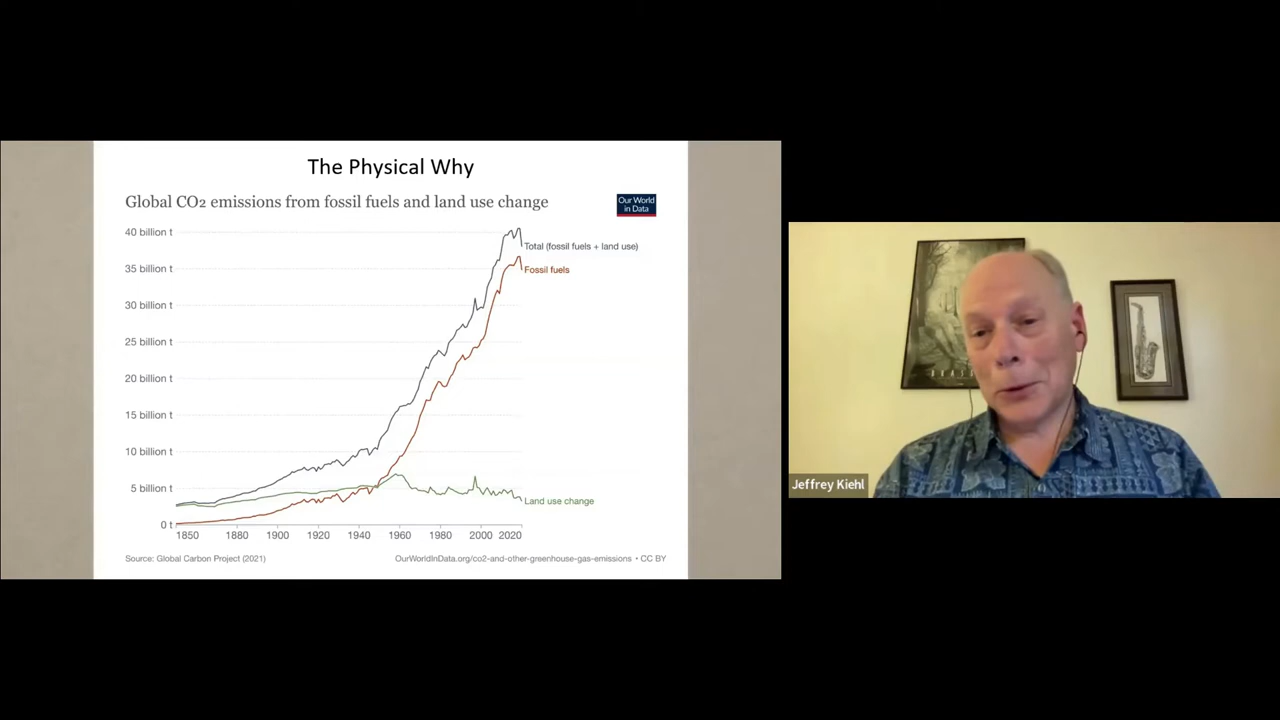 The Physical Why
Global CO2 emissions from fossil fuels and land use change
Our World
in Data
40 billion t
Total (fossil fuels + land use)
35 billion t
Fossil fuels
30 billion t
25 billion t
20 billion t
15 billion t
10 billion t
5 billion t
Land use change
0 t
1850 1880 1900 1920 1940 1960 1980 2000 2020
Source: Global Carbon Project (2021)
OurWorldInData.org/co2-and-other-greenhouse-gas-emissions • CC BY
Jeffrey Kiehl